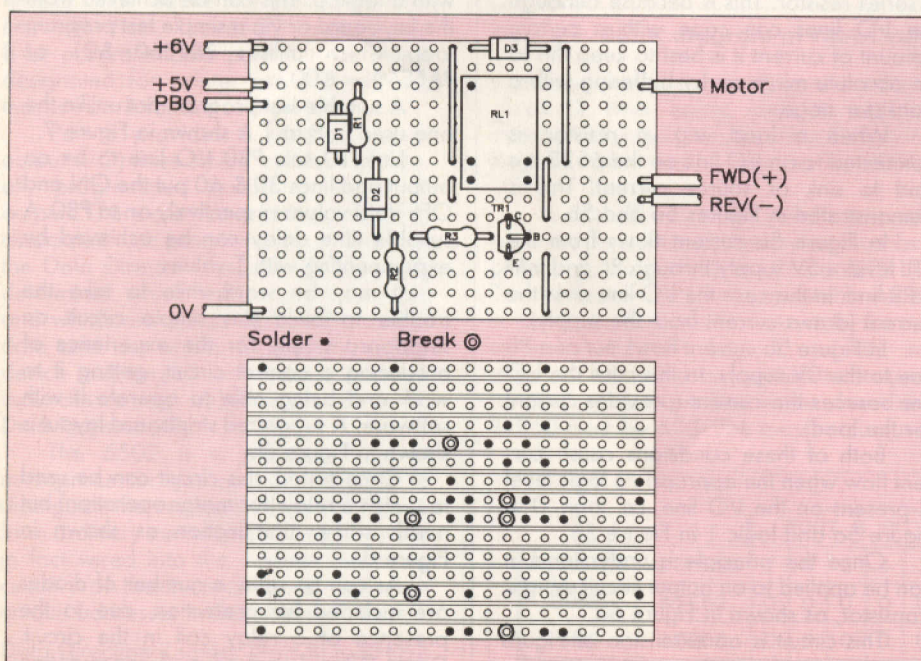 +6V
D3
+5V
Motor
PB0
D1
R1
RL1
D2
FWD(+)
REV(−)
TR1
C
R3
B
R2
E
0V
Solder
Break